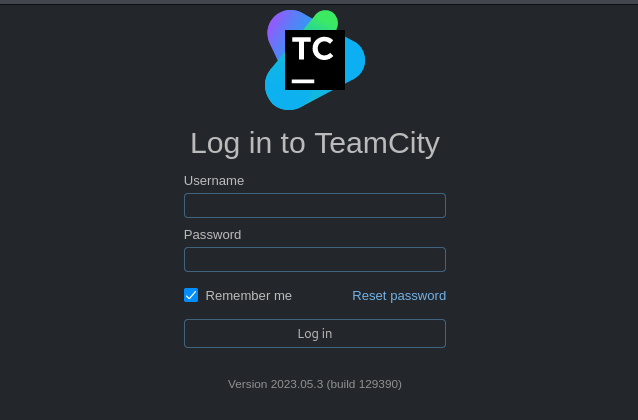 TC
Log in to TeamCity
Username
Password
Remember me
Reset password
Log in
Version 2023.05.3 (build 129390)